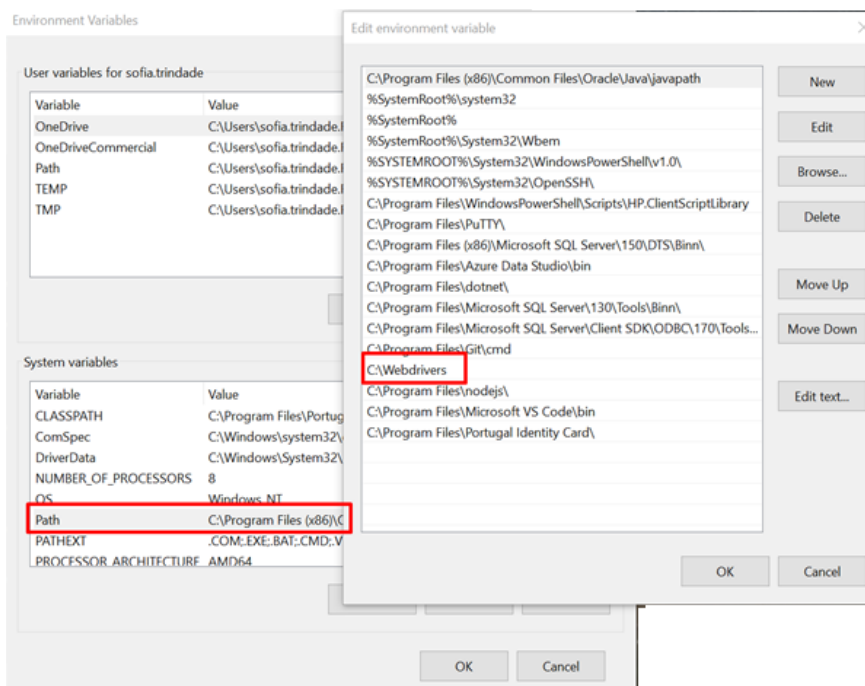 Environment Variables
User variables for sofia.trindade
Variable Value
OneDrive C:\Users\sofia.trindade.
OneDriveCommercial C:\Users\sofia.trindade.
Path C:\Users\sofia.trindade.
TEMP C:\Users\sofia.trindade.
TMP C:\Users\sofia.trindade.
System variables
Variable Value
CLASSPATH C:\Program Files\Portug
ComSpec C:\Windows\system32\
DriverData C:\Windows\System32\
NUMBER_OF_PROCESSORS 8
OS Windows_NT
Path C:\Program Files (x86)\C
PATHEXT .COM;.EXE;.BAT;.CMD;.V
PROCESSOR_ARCHITECTURE AMD64
OK Cancel
Edit environment variable
C:\Program Files (x86)\Common Files\Oracle\Java\javapath
%SystemRoot%\system32
%SystemRoot%
%SystemRoot%\System32\Wbem
%SYSTEMROOT%\System32\WindowsPowerShell\v1.0\
%SYSTEMROOT%\System32\OpenSSH\
C:\Program Files\WindowsPowerShell\Scripts\HP.ClientScriptLibrary
C:\Program Files\PuTTY\
C:\Program Files (x86)\Microsoft SQL Server\150\DTS\Binn\
C:\Program Files\Azure Data Studio\bin
C:\Program Files\dotnet\
C:\Program Files\Microsoft SQL Server\130\Tools\Binn\
C:\Program Files\Microsoft SQL Server\Client SDK\ODBC\170\Tools...
C:\Program Files\Git\cmd
C:\Webdrivers
C:\Program Files\nodejs\
C:\Program Files\Microsoft VS Code\bin
C:\Program Files\Portugal Identity Card\
New
Edit
Browse...
Delete
Move Up
Move Down
Edit text...
OK Cancel